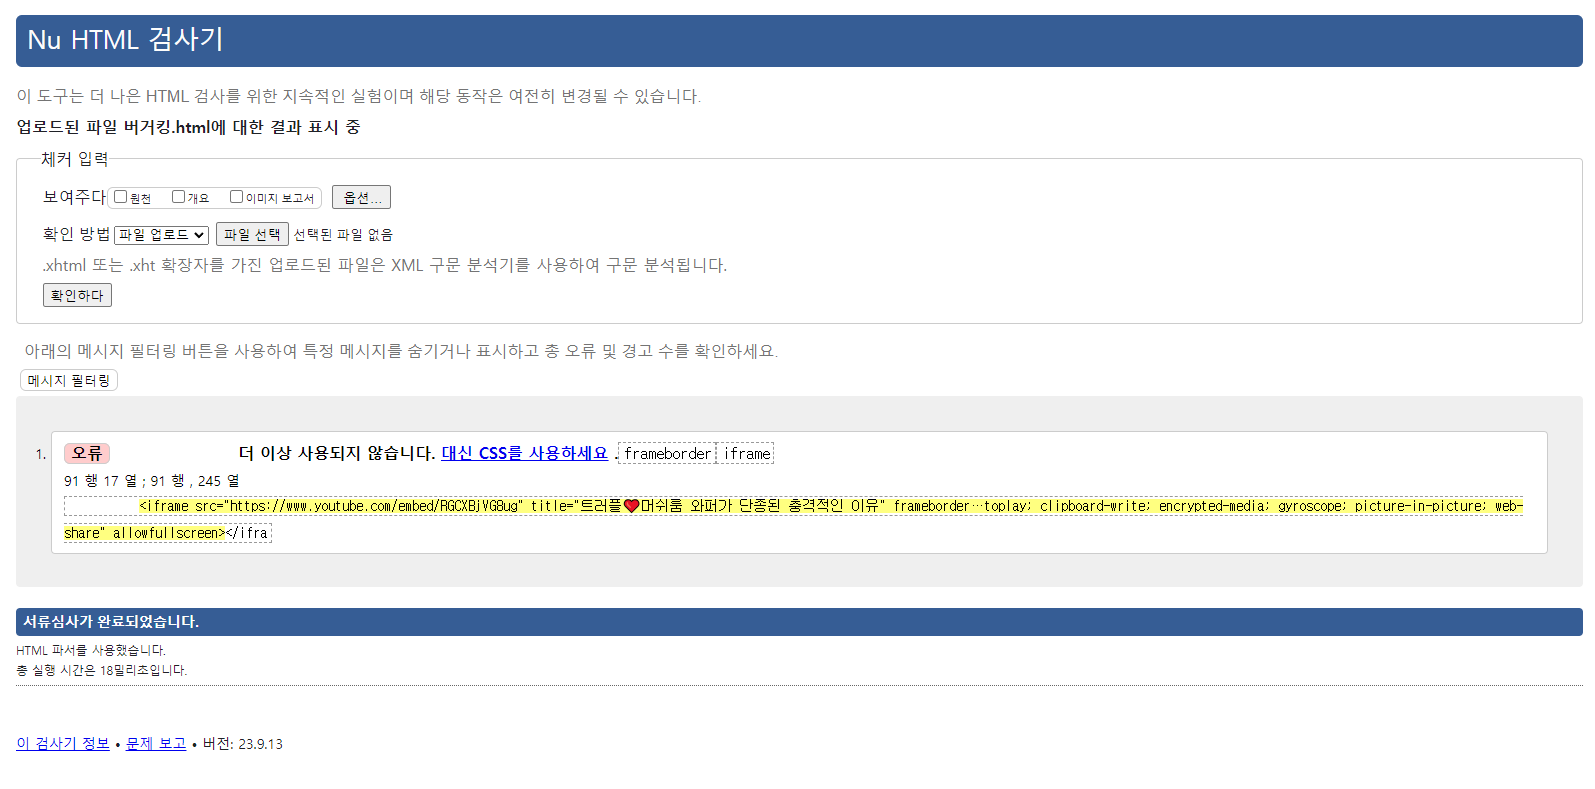 Nu HTML 검사기
이 도구는 더 나은 HTML 검사를 위한 지속적인 실험이며 해당 동작은 여전히 변경될 수 있습니다.
업로드된 파일 버거킹.html에 대한 결과 표시 중
체커 입력
보여주다 원천 개요 이미지 보고서 옵션...
확인 방법 파일 업로드 파일 선택 선택된 파일 없음
.xhtml 또는 .xht 확장자를 가진 업로드된 파일은 XML 구문 분석기를 사용하여 구문 분석됩니다.
확인하다
아래의 메시지 필터링 버튼을 사용하여 특정 메시지를 숨기거나 표시하고 총 오류 및 경고 수를 확인하세요.
메시지 필터링
1. 오류 더 이상 사용되지 않습니다. 대신 CSS를 사용하세요 . frameborder iframe
91 행 17 열 ; 91 행 , 245 열
<iframe src="https://www.youtube.com/embed/RGCXBjVG8ug" title="트러플❤️머쉬룸 와퍼가 단종된 충격적인 이유" frameborder…toplay; clipboard-write; encrypted-media; gyroscope; picture-in-picture; web-
share" allowfullscreen></ifra
서류심사가 완료되었습니다.
HTML 파서를 사용했습니다.
총 실행 시간은 18밀리초입니다.
이 검사기 정보 • 문제 보고 • 버전: 23.9.13